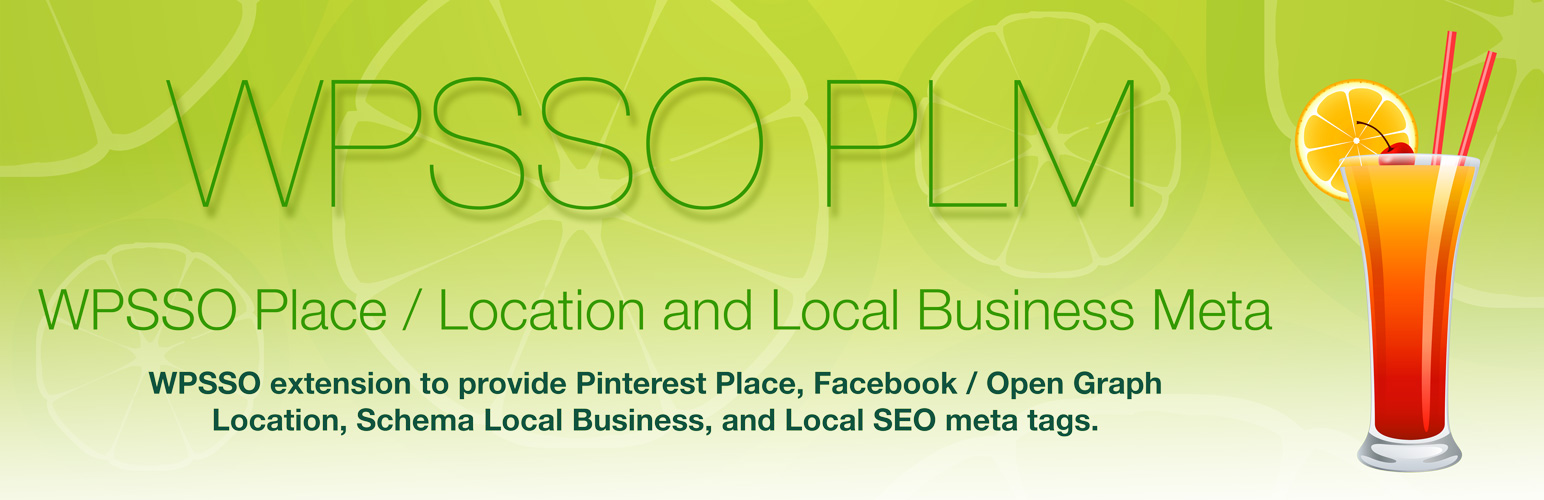 WPSSO PLM
WPSSO Place / Location and Local Business Meta
WPSSO extension to provide Pinterest Place, Facebook / Open Graph
Location, Schema Local Business, and Local SEO meta tags.